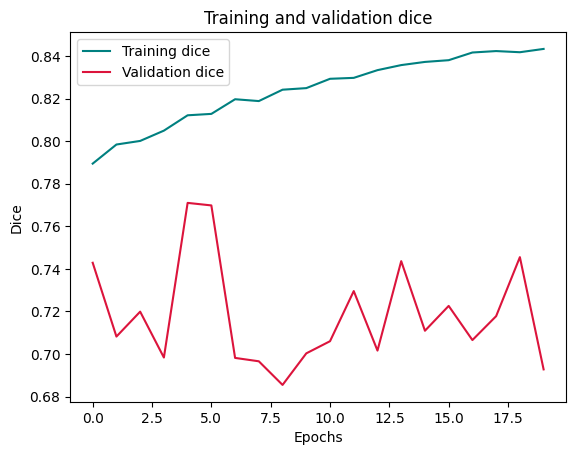 Training and validation dice
Training dice
Validation dice
Dice
0.84
0.82
0.80
0.78
0.76
0.74
0.72
0.70
0.68
0.0 2.5 5.0 7.5 10.0 12.5 15.0 17.5
Epochs